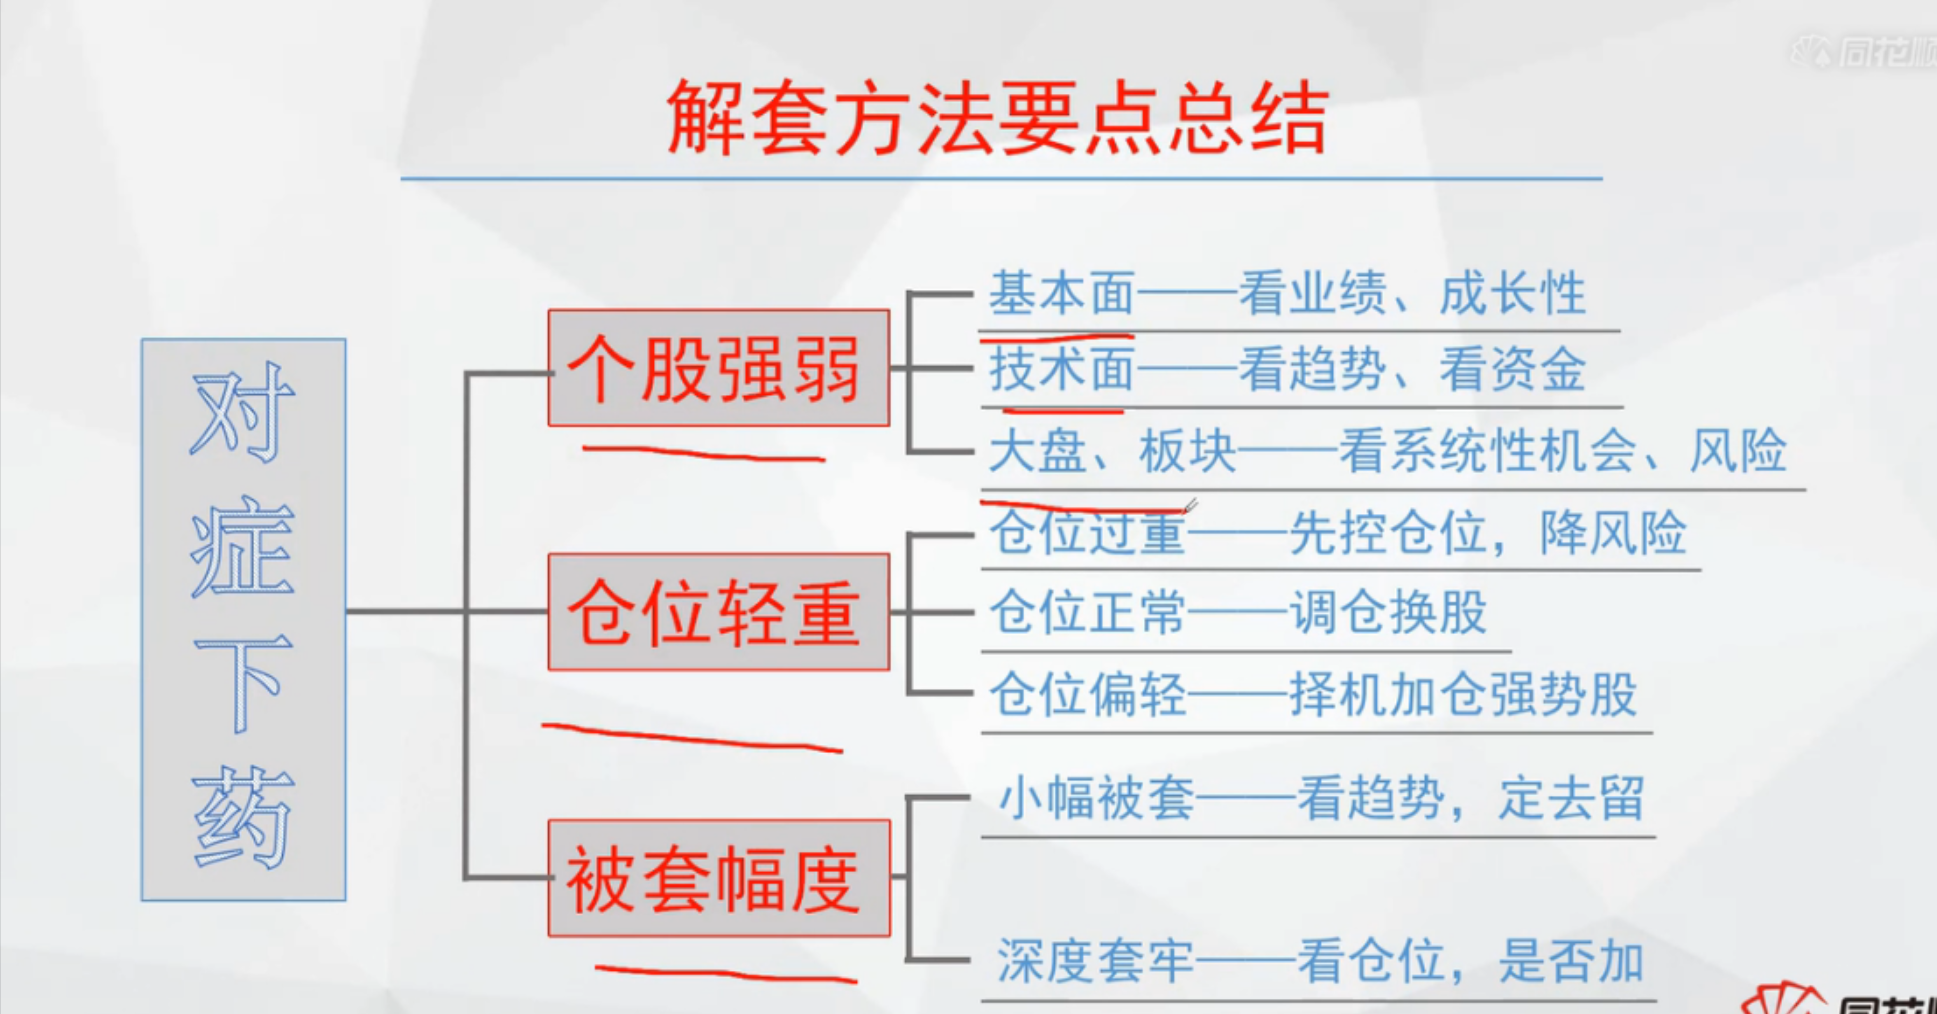 同花顺
解套方法要点总结
对症下药
个股强弱
基本面——看业绩、成长性
技术面——看趋势、看资金
大盘、板块——看系统性机会、风险
仓位轻重
仓位过重——先控仓位，降风险
仓位正常——调仓换股
仓位偏轻——择机加仓强势股
被套幅度
小幅被套——看趋势，定去留
深度套牢——看仓位，是否加
同花顺